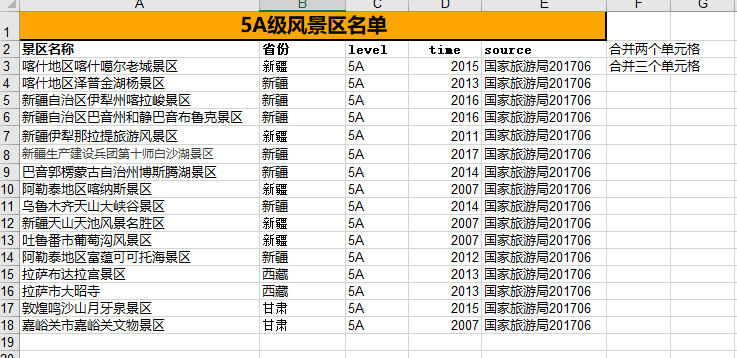 A B C D E F G
1 5A级风景区名单
2 景区名称 省份 level time source 合并两个单元格
3 喀什地区喀什噶尔老城景区 新疆 5A 2015 国家旅游局201706 合并三个单元格
4 喀什地区泽普金湖杨景区 新疆 5A 2013 国家旅游局201706
5 新疆自治区伊犁州喀拉峻景区 新疆 5A 2016 国家旅游局201706
6 新疆自治区巴音州和静巴音布鲁克景区 新疆 5A 2016 国家旅游局201706
7 新疆伊犁那拉提旅游风景区 新疆 5A 2011 国家旅游局201706
8 新疆生产建设兵团第十师白沙湖景区 新疆 5A 2017 国家旅游局201706
9 巴音郭楞蒙古自治州博斯腾湖景区 新疆 5A 2014 国家旅游局201706
10 阿勒泰地区喀纳斯景区 新疆 5A 2007 国家旅游局201706
11 乌鲁木齐天山大峡谷景区 新疆 5A 2014 国家旅游局201706
12 新疆天山天池风景名胜区 新疆 5A 2007 国家旅游局201706
13 吐鲁番市葡萄沟风景区 新疆 5A 2007 国家旅游局201706
14 阿勒泰地区富蕴可可托海景区 新疆 5A 2012 国家旅游局201706
15 拉萨布达拉宫景区 西藏 5A 2013 国家旅游局201706
16 拉萨市大昭寺 西藏 5A 2013 国家旅游局201706
17 敦煌鸣沙山月牙泉景区 甘肃 5A 2015 国家旅游局201706
18 嘉峪关市嘉峪关文物景区 甘肃 5A 2007 国家旅游局201706
19